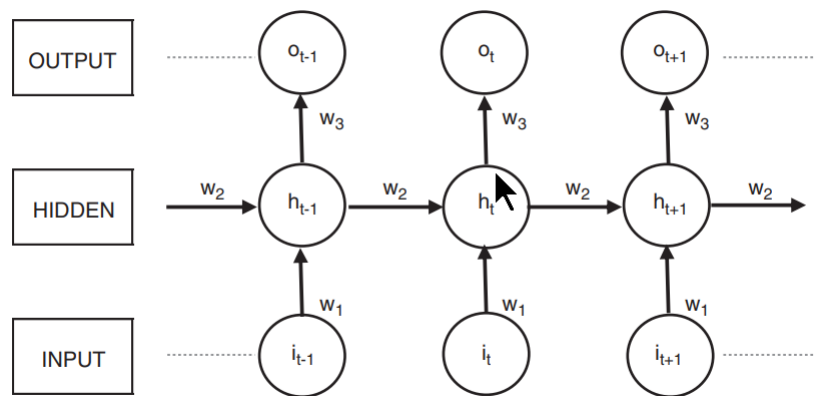 OUTPUT o_{t-1} o_t o_{t+1}
w_3 w_3 w_3
w_2 w_2 w_2 w_2
HIDDEN h_{t-1} h_t h_{t+1}
w_1 w_1 w_1
INPUT i_{t-1} i_t i_{t+1}